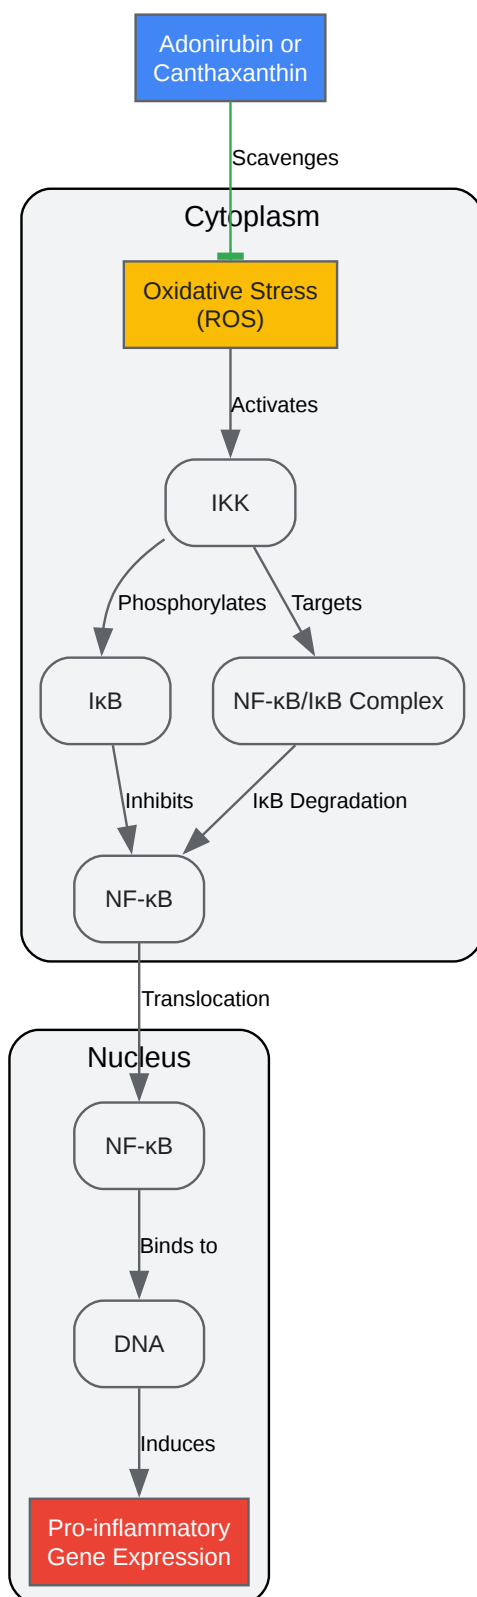 Adonirubin or
Canthaxanthin
Scavenges
Cytoplasm
Oxidative Stress
(ROS)
Activates
IKK
Phosphorylates
Targets
IκB
NF-κB/IκB Complex
Inhibits
IκB Degradation
NF-κB
Translocation
Nucleus
NF-κB
Binds to
DNA
Induces
Pro-inflammatory
Gene Expression